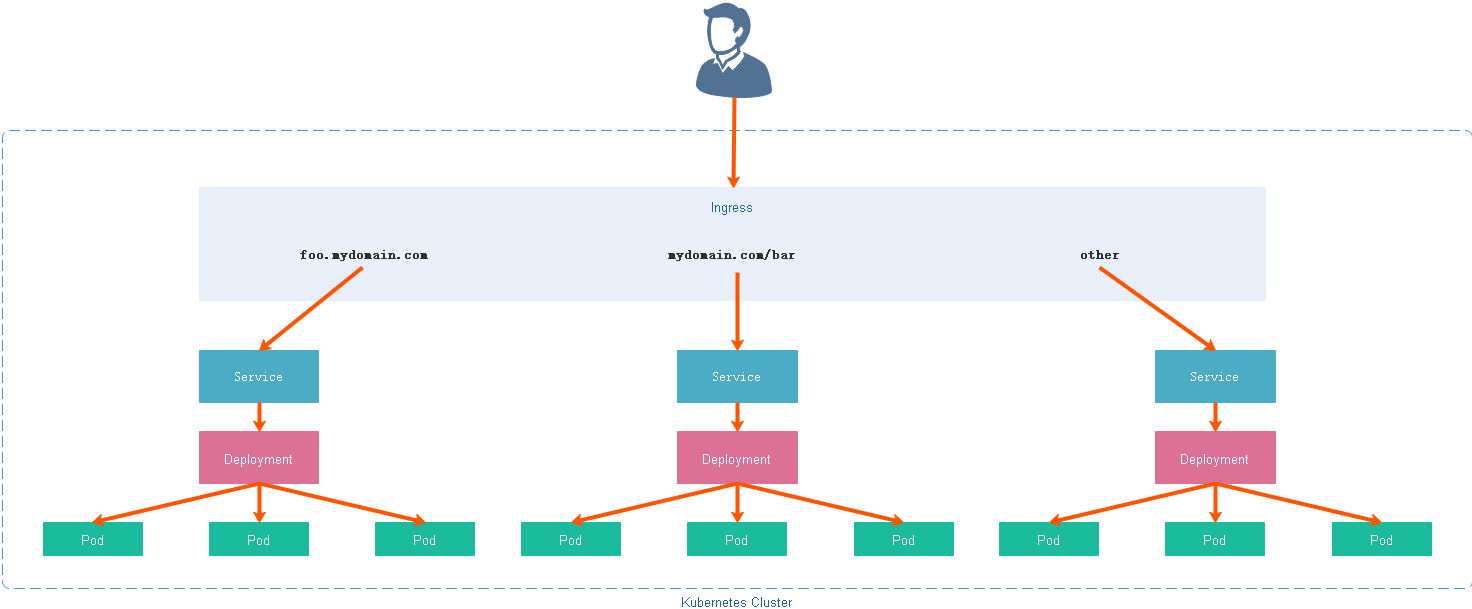 Ingress
foo.mydomain.com
mydomain.com/bar
other
Service
Service
Service
Deployment
Deployment
Deployment
Pod
Pod
Pod
Pod
Pod
Pod
Pod
Pod
Pod
Kubernetes Cluster